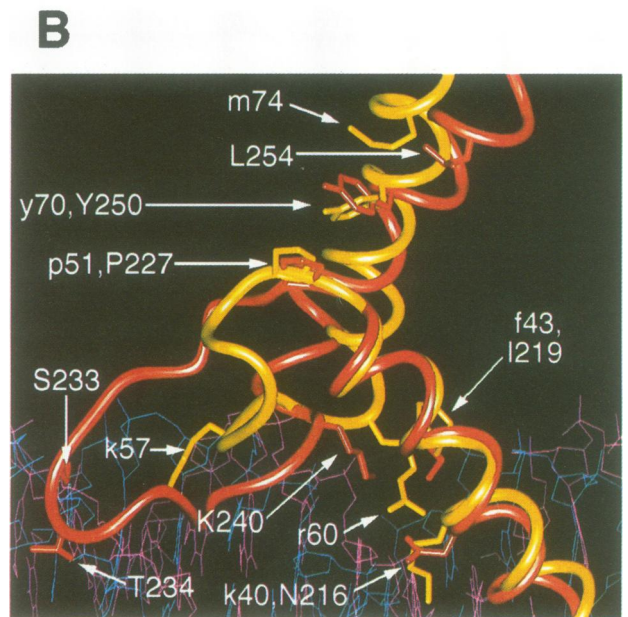 B
m74
L254
y70,Y250
p51,P227
f43,
I219
S233
k57
K240
r60
T234
k40,N216